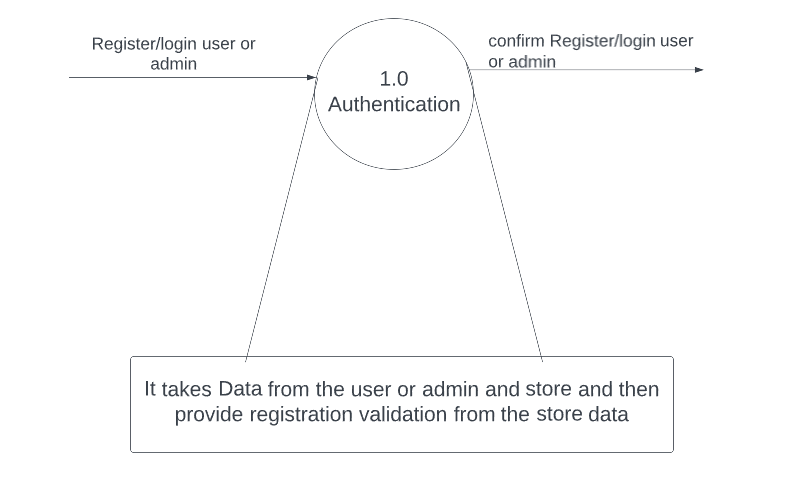 Register/login user or
admin
confirm Register/login user
or admin
1.0
Authentication
It takes Data from the user or admin and store and then
provide registration validation from the store data